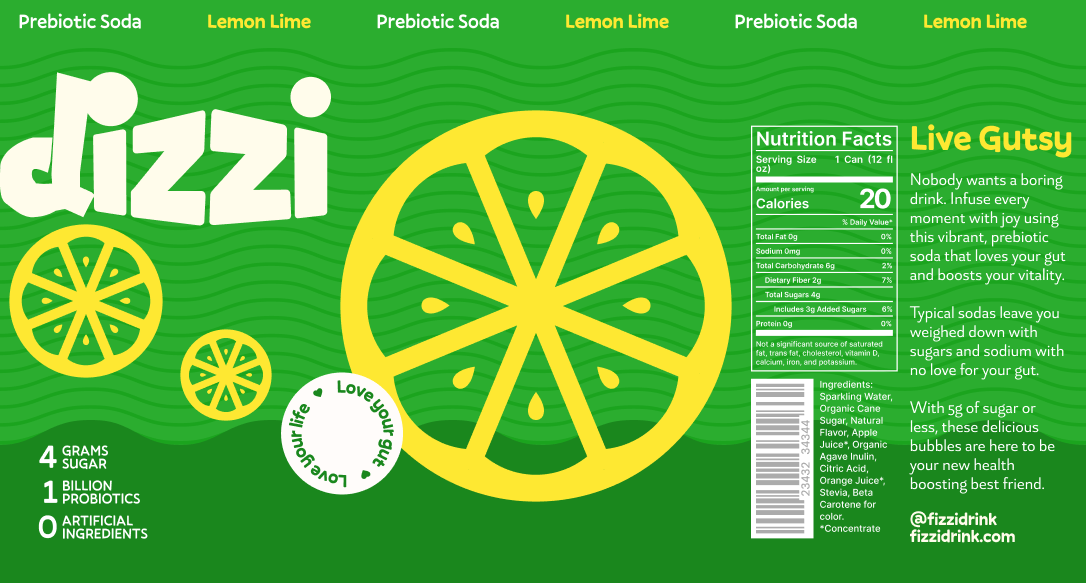 Prebiotic Soda Lemon Lime Prebiotic Soda Lemon Lime Prebiotic Soda Lemon Lime
fizzi
4 GRAMS
SUGAR
1 BILLION
PROBIOTICS
0 ARTIFICIAL
INGREDIENTS
Love your gut
Love your life
Nutrition Facts
Serving Size 1 Can (12 fl
oz)
Amount per serving
Calories 20
% Daily Value*
Total Fat 0g 0%
Sodium 0mg 0%
Total Carbohydrate 6g 2%
Dietary Fiber 2g 7%
Total Sugars 4g
Includes 3g Added Sugars 6%
Protein 0g 0%
Not a significant source of saturated
fat, trans fat, cholesterol, vitamin D,
calcium, iron, and potassium.
23432 34344
Ingredients:
Sparkling Water,
Organic Cane
Sugar, Natural
Flavor, Apple
Juice*, Organic
Agave Inulin,
Citric Acid,
Orange Juice*,
Stevia, Beta
Carotene for
color.
*Concentrate
Live Gutsy
Nobody wants a boring
drink. Infuse every
moment with joy using
this vibrant, prebiotic
soda that loves your gut
and boosts your vitality.
Typical sodas leave you
weighed down with
sugars and sodium with
no love for your gut.
With 5g of sugar or
less, these delicious
bubbles are here to be
your new health
boosting best friend.
@fizzidrink
fizzidrink.com